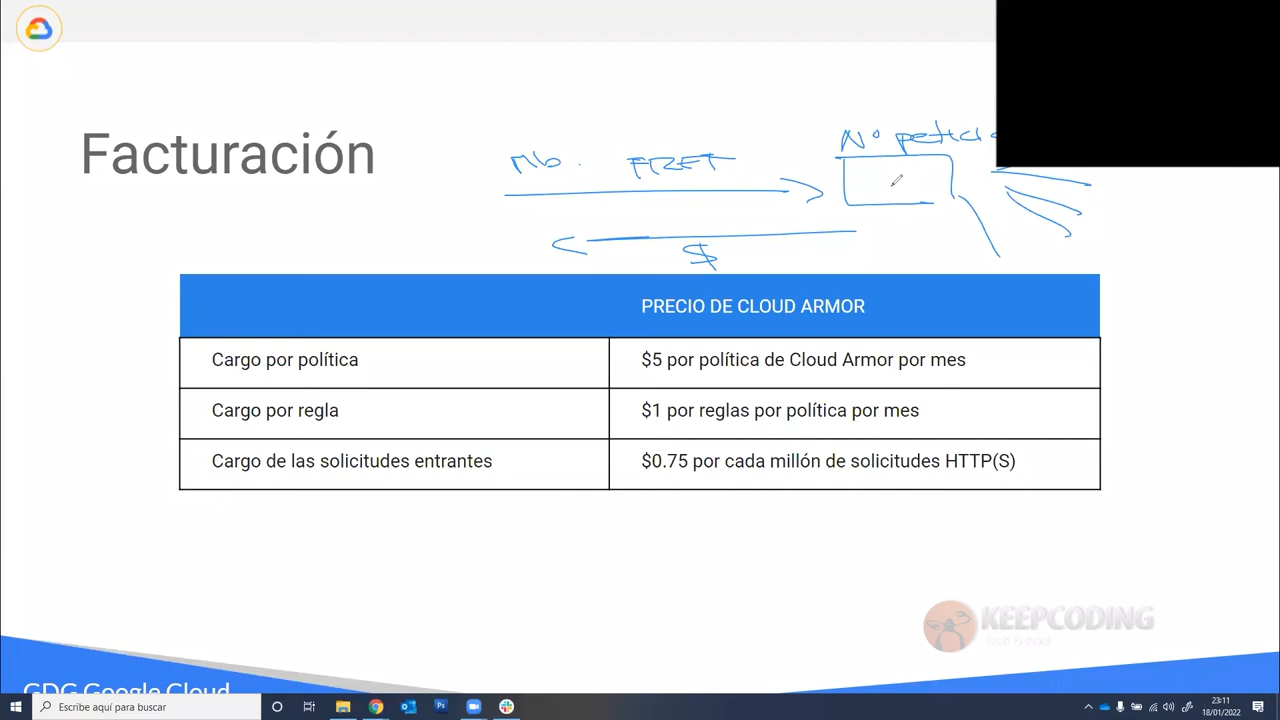 Facturación
Mb. FREE
Nº petici
$
PRECIO DE CLOUD ARMOR
Cargo por política $5 por política de Cloud Armor por mes
Cargo por regla $1 por reglas por política por mes
Cargo de las solicitudes entrantes $0.75 por cada millón de solicitudes HTTP(S)
KEEPCODING
Tech School
GDG Google Cloud
Escribe aquí para buscar
23:11
18/01/2022